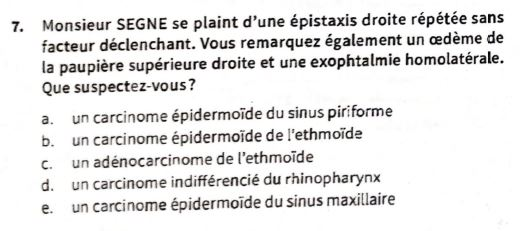 7. Monsieur SEGNE se plaint d'une épistaxis droite répétée sans
facteur déclenchant. Vous remarquez également un œdème de
la paupière supérieure droite et une exophtalmie homolatérale.
Que suspectez-vous?
a. un carcinome épidermoïde du sinus piriforme
b. un carcinome épidermoïde de l'ethmoïde
c. un adénocarcinome de l'ethmoïde
d. un carcinome indifférencié du rhinopharynx
e. un carcinome épidermoïde du sinus maxillaire